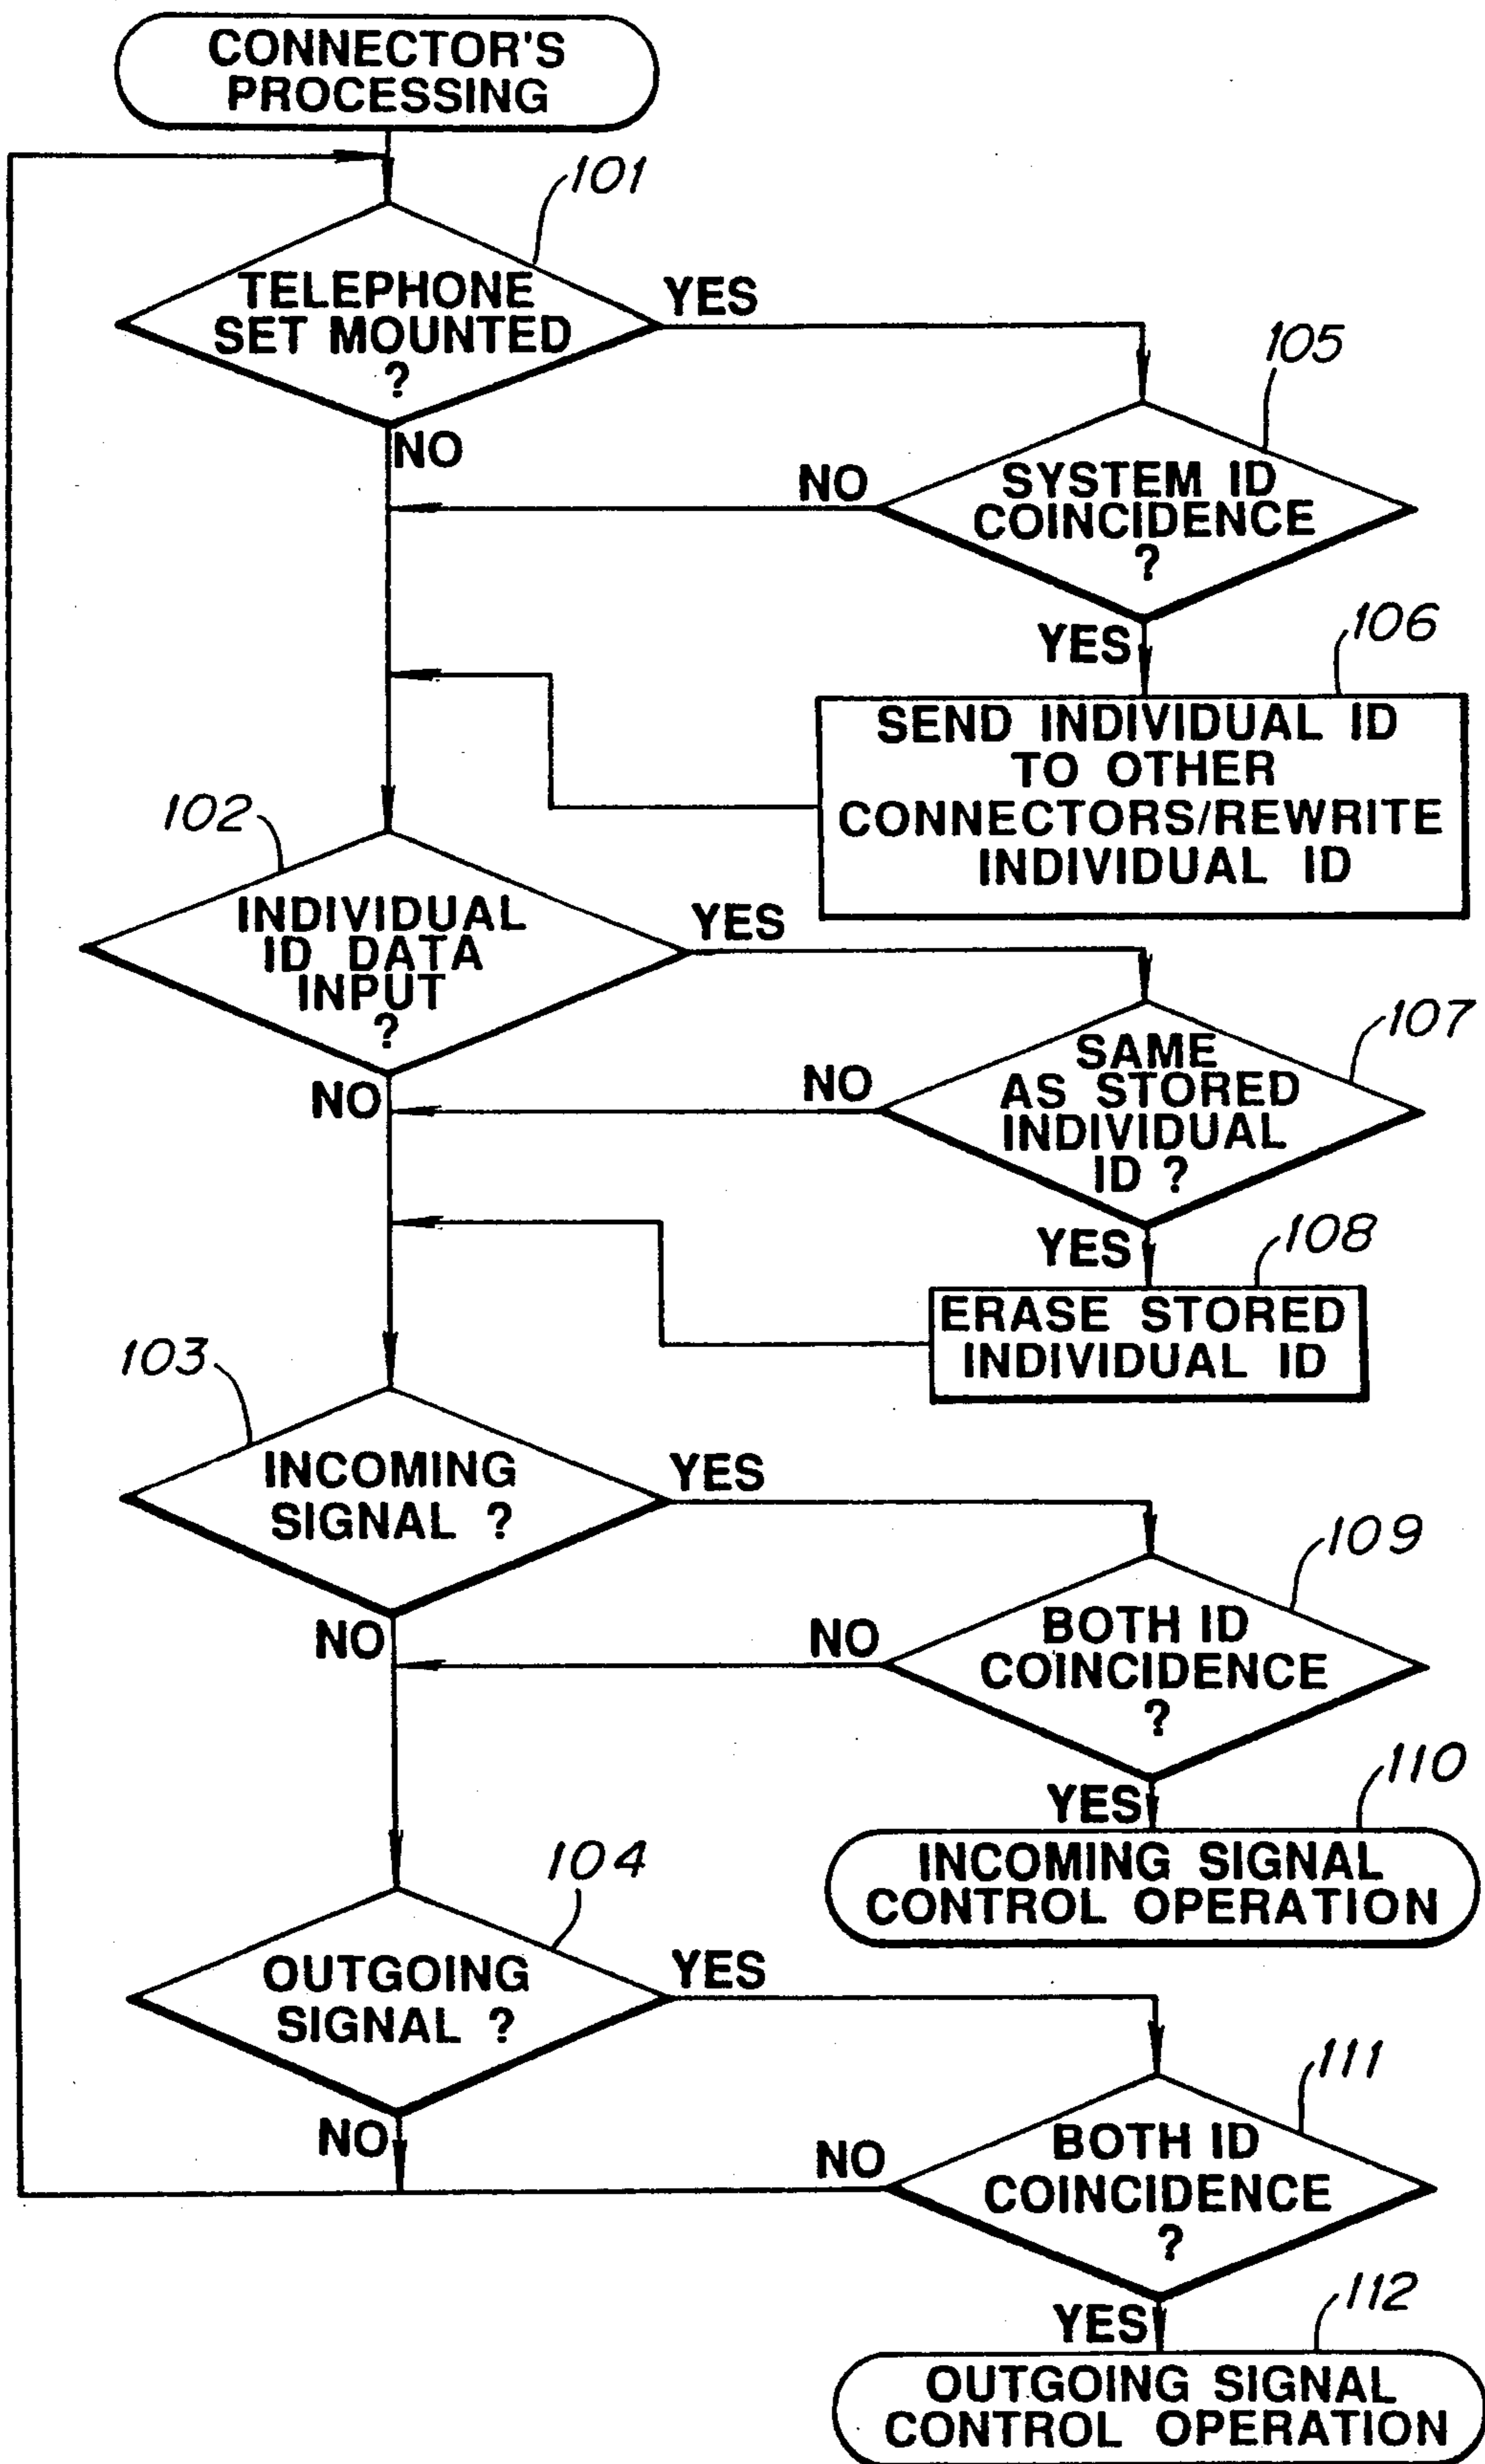 CONNECTOR'S
PROCESSING
101
TELEPHONE
SET MOUNTED
?
YES
NO
105
SYSTEM ID
COINCIDENCE
?
NO
YES
106
SEND INDIVIDUAL ID
TO OTHER
CONNECTORS/REWRITE
INDIVIDUAL ID
102
INDIVIDUAL
ID DATA
INPUT
?
YES
NO
107
SAME
AS STORED
INDIVIDUAL
ID ?
NO
YES
108
ERASE STORED
INDIVIDUAL ID
103
INCOMING
SIGNAL ?
YES
NO
109
BOTH ID
COINCIDENCE
?
NO
YES
110
INCOMING SIGNAL
CONTROL OPERATION
104
OUTGOING
SIGNAL ?
YES
NO
111
BOTH ID
COINCIDENCE
?
NO
YES
112
OUTGOING SIGNAL
CONTROL OPERATION